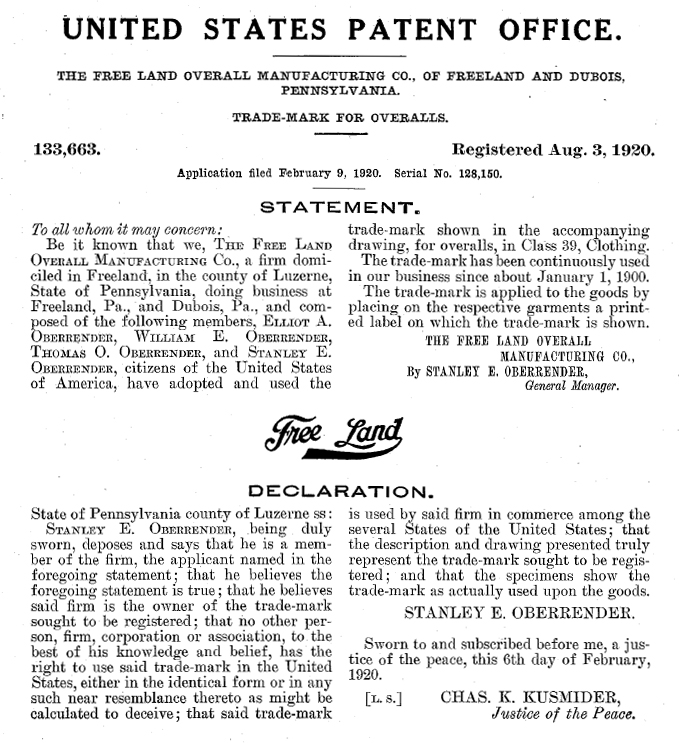 UNITED STATES PATENT OFFICE.
THE FREE LAND OVERALL MANUFACTURING CO., OF FREELAND AND DUBOIS,
PENNSYLVANIA.
TRADE-MARK FOR OVERALLS.
133,663.
Registered Aug. 3, 1920.
Application filed February 9, 1920. Serial No. 128,150.
STATEMENT.
To all whom it may concern:
Be it known that we, THE FREE LAND
OVERALL MANUFACTURING CO., a firm domi-
ciled in Freeland, in the county of Luzerne,
State of Pennsylvania, doing business at
Freeland, Pa., and Dubois, Pa., and com-
posed of the following members, ELLIOT A.
OBERRENDER, WILLIAM E. OBERRENDER,
THOMAS O. OBERRENDER, and STANLEY E.
OBERRENDER, citizens of the United States
of America, have adopted and used the
trade-mark shown in the accompanying
drawing, for overalls, in Class 39, Clothing.
The trade-mark has been continuously used
in our business since about January 1, 1900.
The trade-mark is applied to the goods by
placing on the respective garments a print-
ed label on which the trade-mark is shown.
THE FREE LAND OVERALL
MANUFACTURING CO.,
By STANLEY E. OBERRENDER,
General Manager.
Free Land
DECLARATION.
State of Pennsylvania county of Luzerne ss:
STANLEY E. OBERRENDER, being duly
sworn, deposes and says that he is a mem-
ber of the firm, the applicant named in the
foregoing statement; that he believes the
foregoing statement is true; that he believes
said firm is the owner of the trade-mark
sought to be registered; that no other per-
son, firm, corporation or association, to the
best of his knowledge and belief, has the
right to use said trade-mark in the United
States, either in the identical form or in any
such near resemblance thereto as might be
calculated to deceive; that said trade-mark
is used by said firm in commerce among the
several States of the United States; that
the description and drawing presented truly
represent the trade-mark sought to be regis-
tered; and that the specimens show the
trade-mark as actually used upon the goods.
STANLEY E. OBERRENDER.
Sworn to and subscribed before me, a jus-
tice of the peace, this 6th day of February,
1920.
[L. S.] CHAS. K. KUSMIDER,
Justice of the Peace.